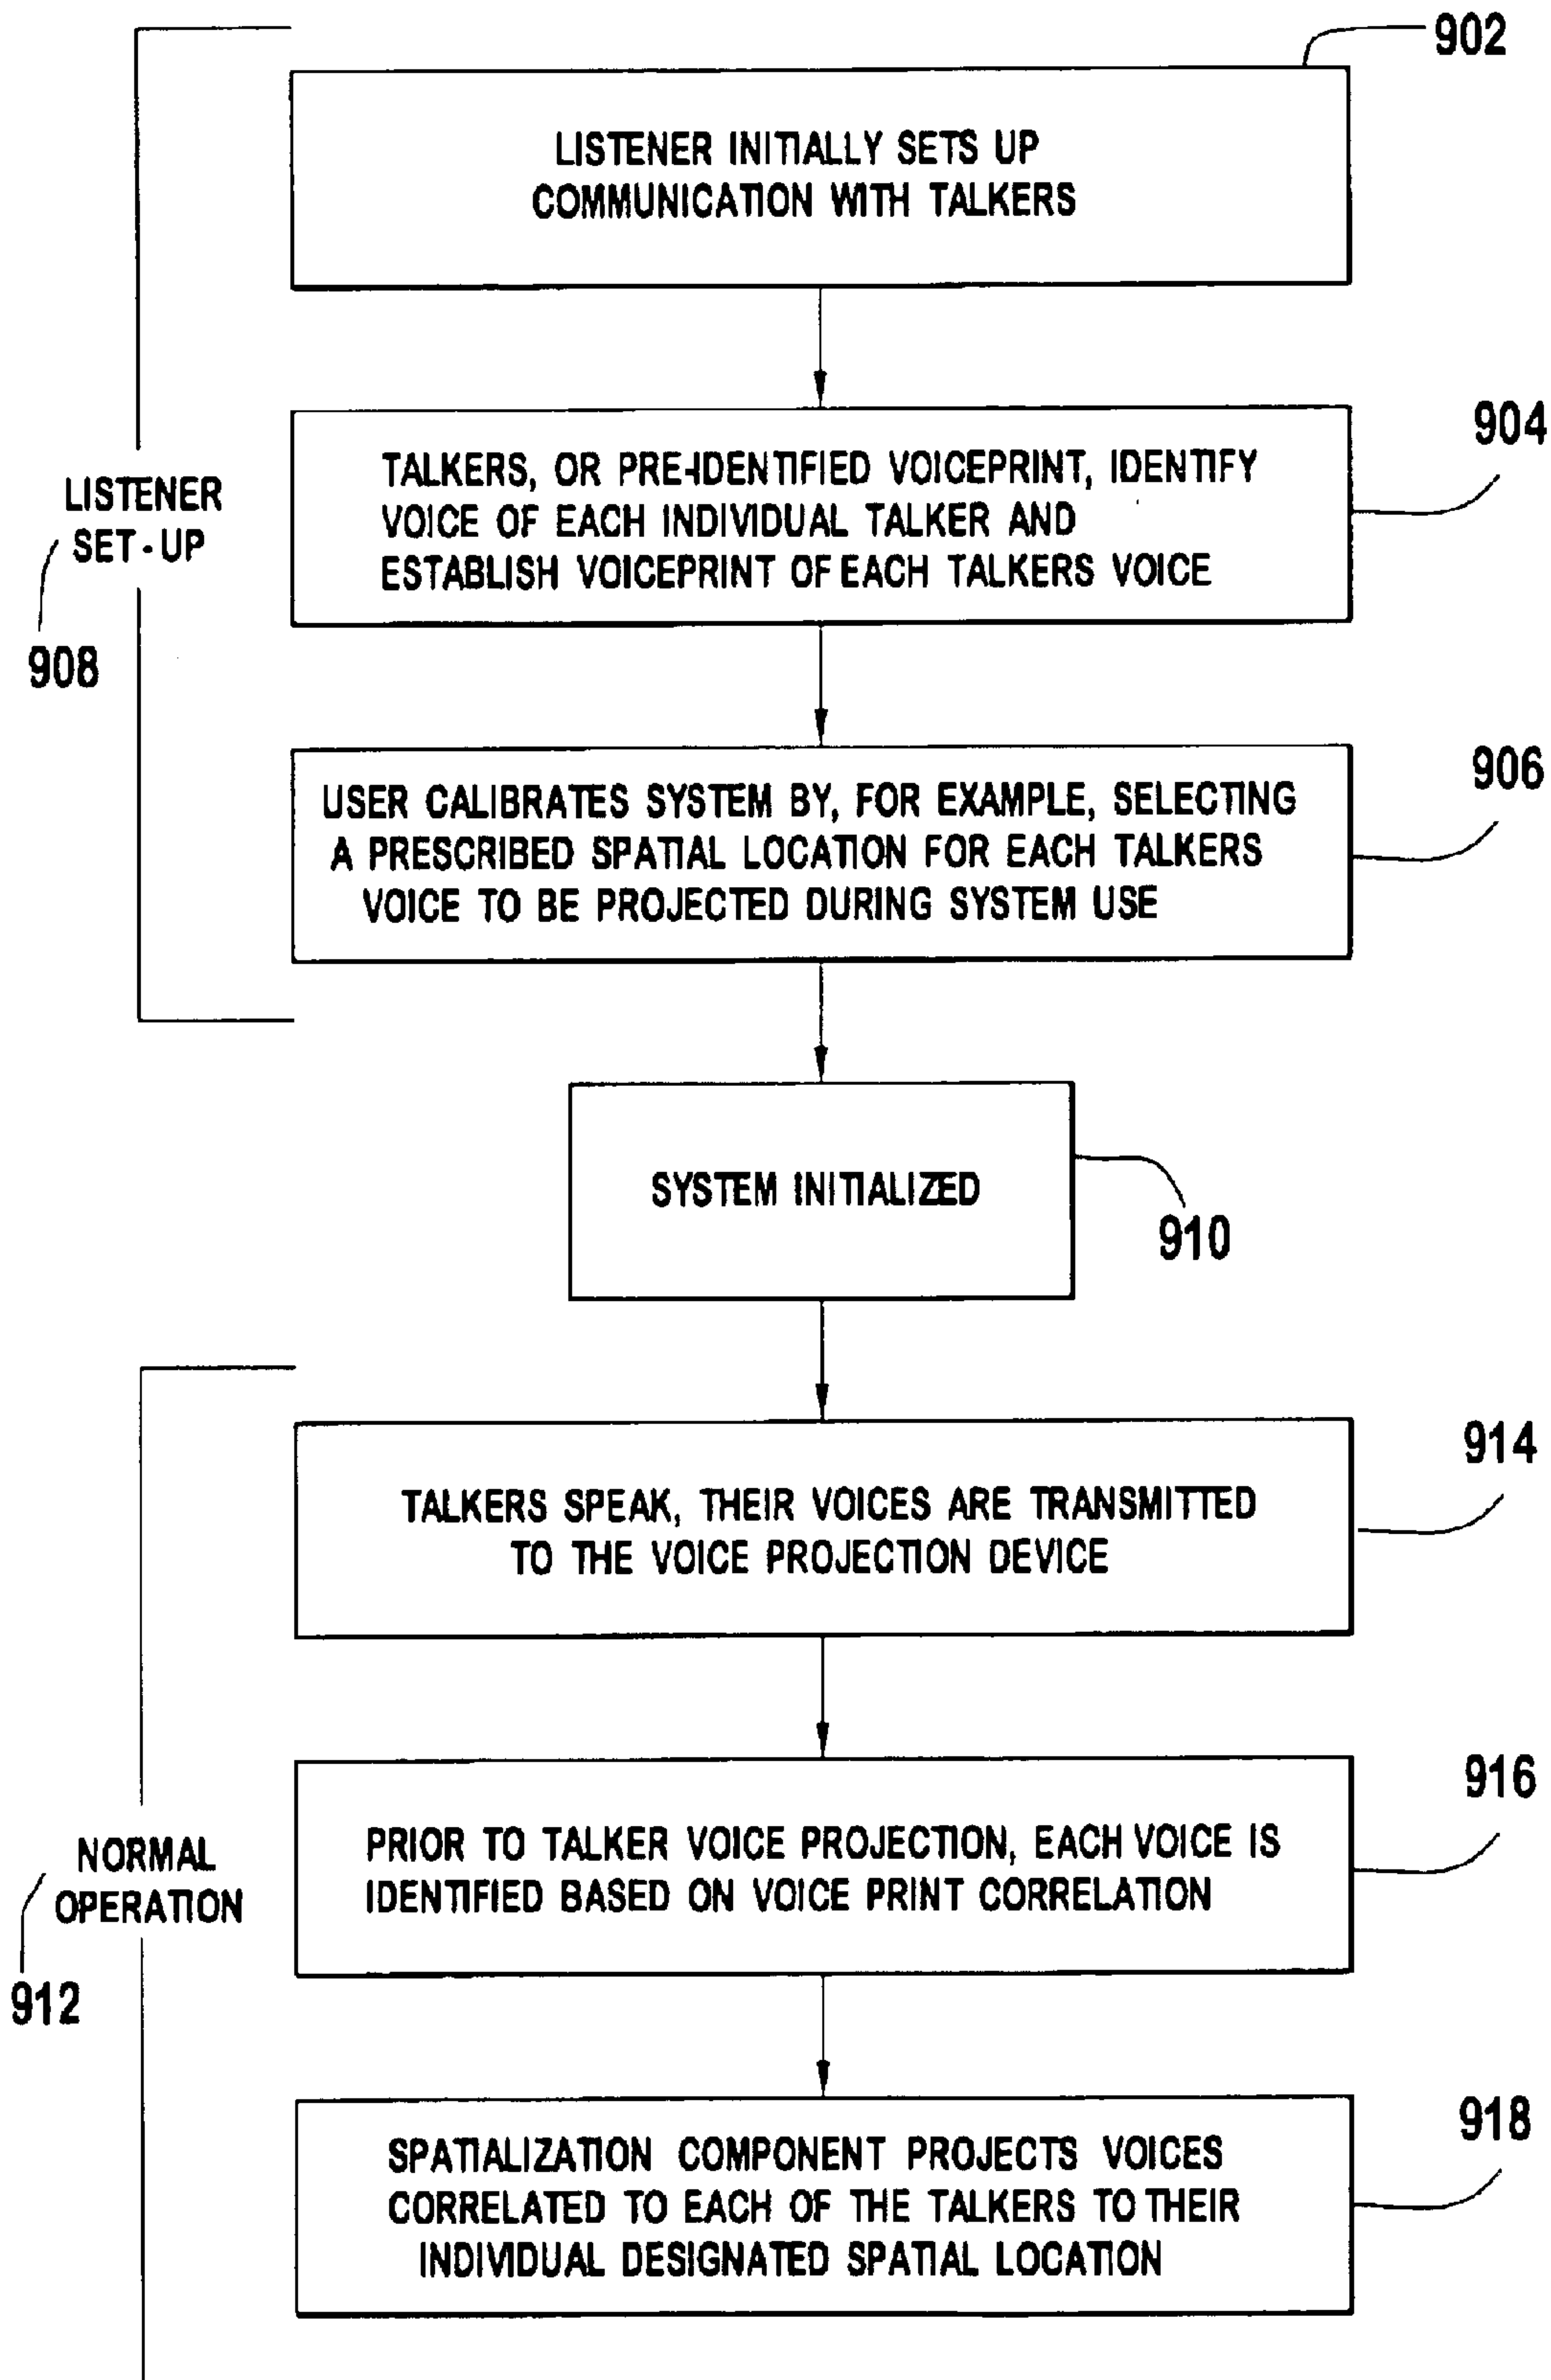 902
LISTENER INITIALLY SETS UP
COMMUNICATION WITH TALKERS
904
TALKERS, OR PRE-IDENTIFIED VOICEPRINT, IDENTIFY
VOICE OF EACH INDIVIDUAL TALKER AND
ESTABLISH VOICEPRINT OF EACH TALKERS VOICE
LISTENER
SET-UP
908
906
USER CALIBRATES SYSTEM BY, FOR EXAMPLE, SELECTING
A PRESCRIBED SPATIAL LOCATION FOR EACH TALKERS
VOICE TO BE PROJECTED DURING SYSTEM USE
SYSTEM INITIALIZED
910
914
TALKERS SPEAK, THEIR VOICES ARE TRANSMITTED
TO THE VOICE PROJECTION DEVICE
916
PRIOR TO TALKER VOICE PROJECTION, EACH VOICE IS
IDENTIFIED BASED ON VOICE PRINT CORRELATION
NORMAL
OPERATION
912
918
SPATIALIZATION COMPONENT PROJECTS VOICES
CORRELATED TO EACH OF THE TALKERS TO THEIR
INDIVIDUAL DESIGNATED SPATIAL LOCATION